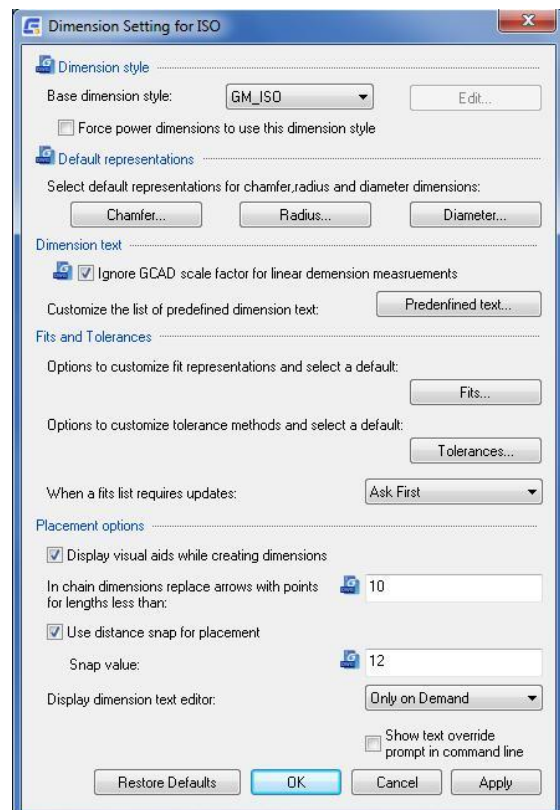 Dimension Setting for ISO
Dimension style
Base dimension style: GM_ISO Edit...
Force power dimensions to use this dimension style
Default representations
Select default representations for chamfer,radius and diameter dimensions:
Chamfer... Radius... Diameter...
Dimension text
Ignore GCAD scale factor for linear demension measruements
Customize the list of predefined dimension text: Predenfined text...
Fits and Tolerances
Options to customize fit representations and select a default:
Fits...
Options to customize tolerance methods and select a default:
Tolerances...
When a fits list requires updates: Ask First
Placement options
Display visual aids while creating dimensions
In chain dimensions replace arrows with points
for lengths less than: 10
Use distance snap for placement
Snap value: 12
Display dimension text editor: Only on Demand
Show text override
prompt in command line
Restore Defaults OK Cancel Apply